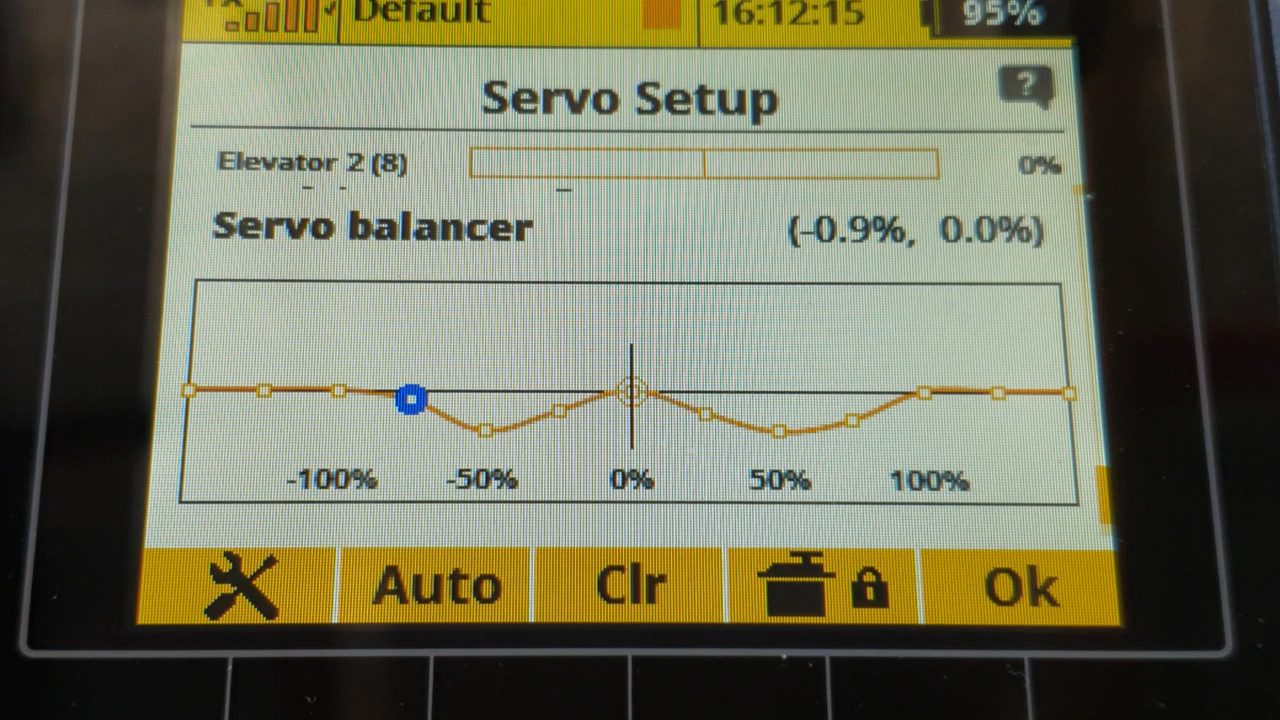 Default 16:12:15 95%
Servo Setup ?
Elevator 2 (8) 0%
Servo balancer (-0.9%, 0.0%)
-100% -50% 0% 50% 100%
Auto Clr Ok